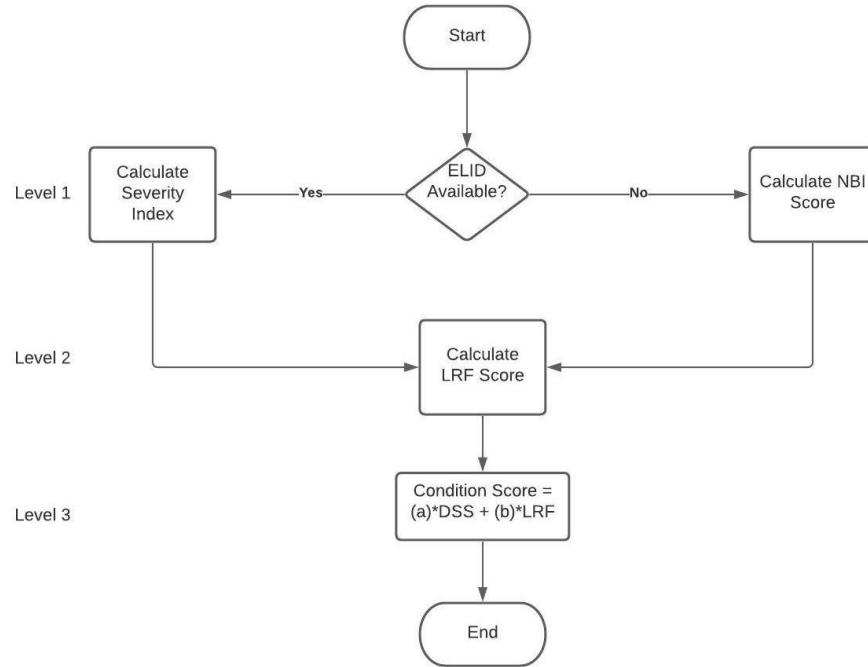 Start
Level 1
Calculate
Severity
Index
Yes
ELID
Available?
No
Calculate NBI
Score
Level 2
Calculate
LRF Score
Level 3
Condition Score =
(a)*DSS + (b)*LRF
End